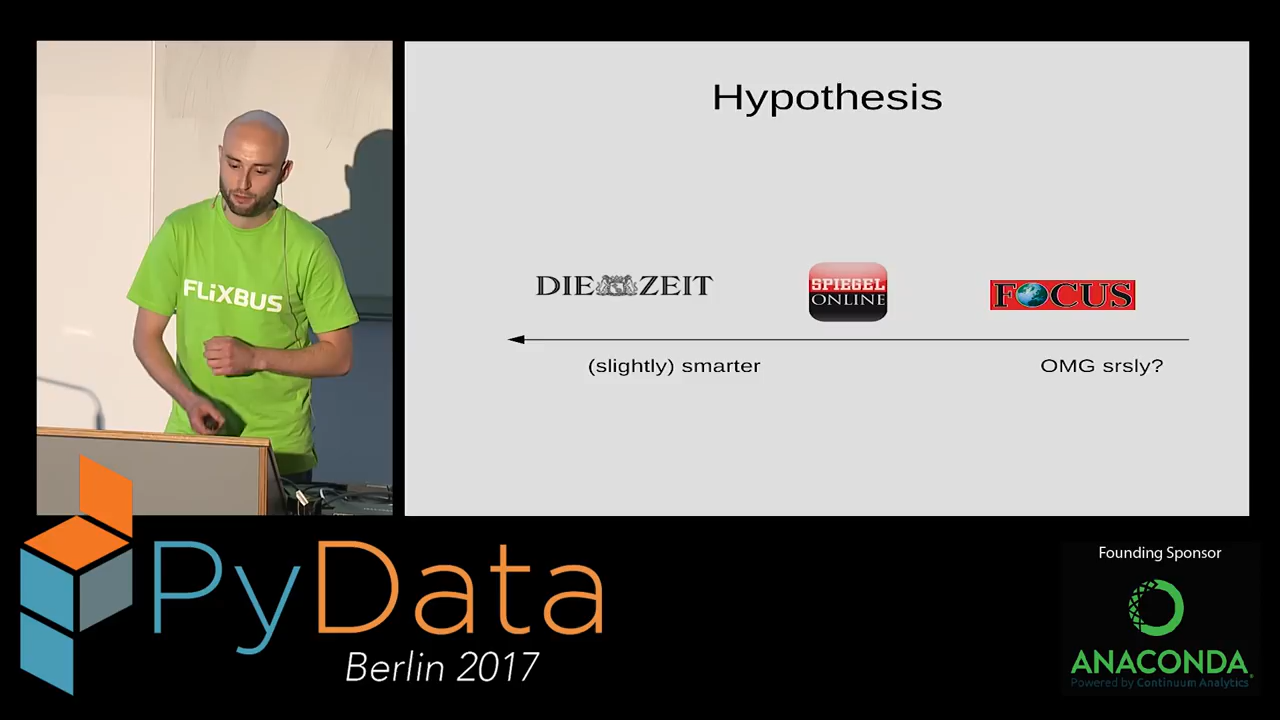 Hypothesis
DIE ZEIT
SPIEGEL
ONLINE
FOCUS
(slightly) smarter
OMG srsly?
FLiXBUS
PyData
Berlin 2017
Founding Sponsor
ANACONDA
Powered by Continuum Analytics